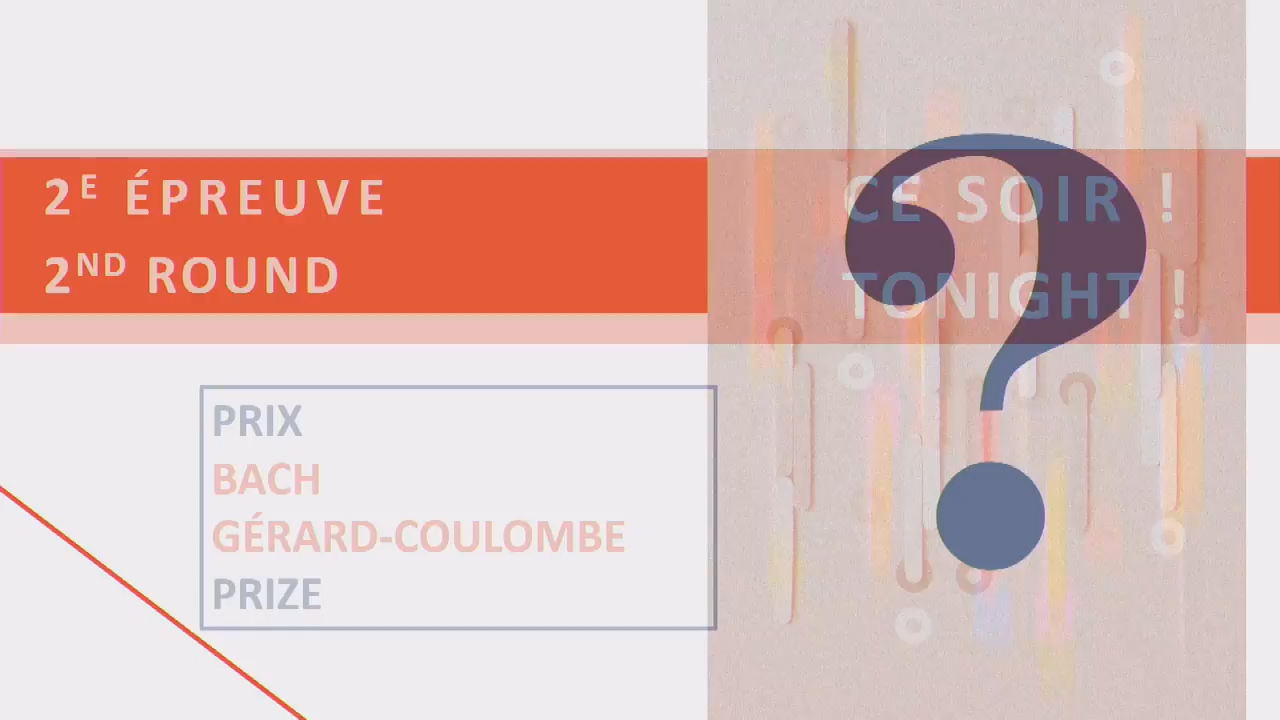 2E ÉPREUVE
2ND ROUND
CE SOIR !
TONIGHT !
?
PRIX
BACH
GÉRARD-COULOMBE
PRIZE